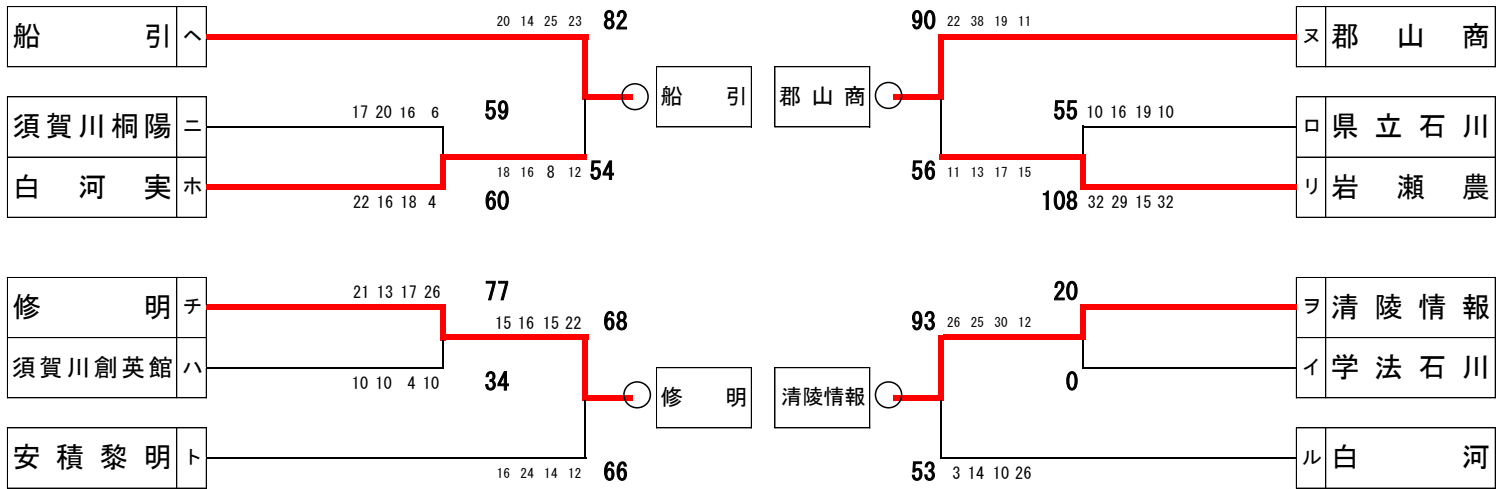 船引 ヘ
20 14 25 23 82
須賀川桐陽 ニ
17 20 16 6 59
白河実 ホ
22 16 18 4 60
18 16 8 12 54
船引
90 22 38 19 11
ヌ 郡山商
郡山商
55 10 16 19 10
ロ 県立石川
56 11 13 17 15
リ 岩瀬農
108 32 29 15 32
修明 チ
21 13 17 26 77
15 16 15 22 68
須賀川創英館 ハ
10 10 4 10 34
修明
安積黎明 ト
16 24 14 12 66
20
ヲ 清陵情報
93 26 25 30 12
イ 学法石川
0
清陵情報
ル 白河
53 3 14 10 26